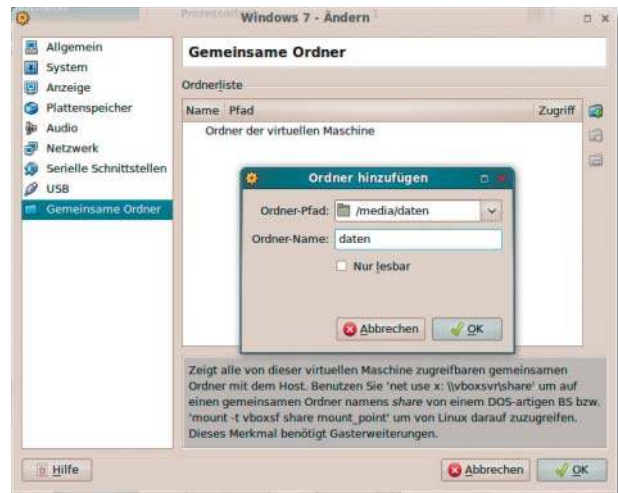 Windows 7 - Ändern
Allgemein
System
Anzeige
Plattenspeicher
Audio
Netzwerk
Serielle Schnittstellen
USB
Gemeinsame Ordner
Gemeinsame Ordner
Ordnerliste
Name Pfad Zugriff
Ordner der virtuellen Maschine
Ordner hinzufügen
Ordner-Pfad: /media/daten
Ordner-Name: daten
Nur lesbar
Abbrechen OK
Zeigt alle von dieser virtuellen Maschine zugreifbaren gemeinsamen
Ordner mit dem Host. Benutzen Sie 'net use x: \\vboxsvr\share' um auf
einen gemeinsamen Ordner namens share von einem DOS-artigen BS bzw.
'mount -t vboxsf share mount_point' um von Linux darauf zuzugreifen.
Dieses Merkmal benötigt Gasterweiterungen.
Hilfe Abbrechen OK